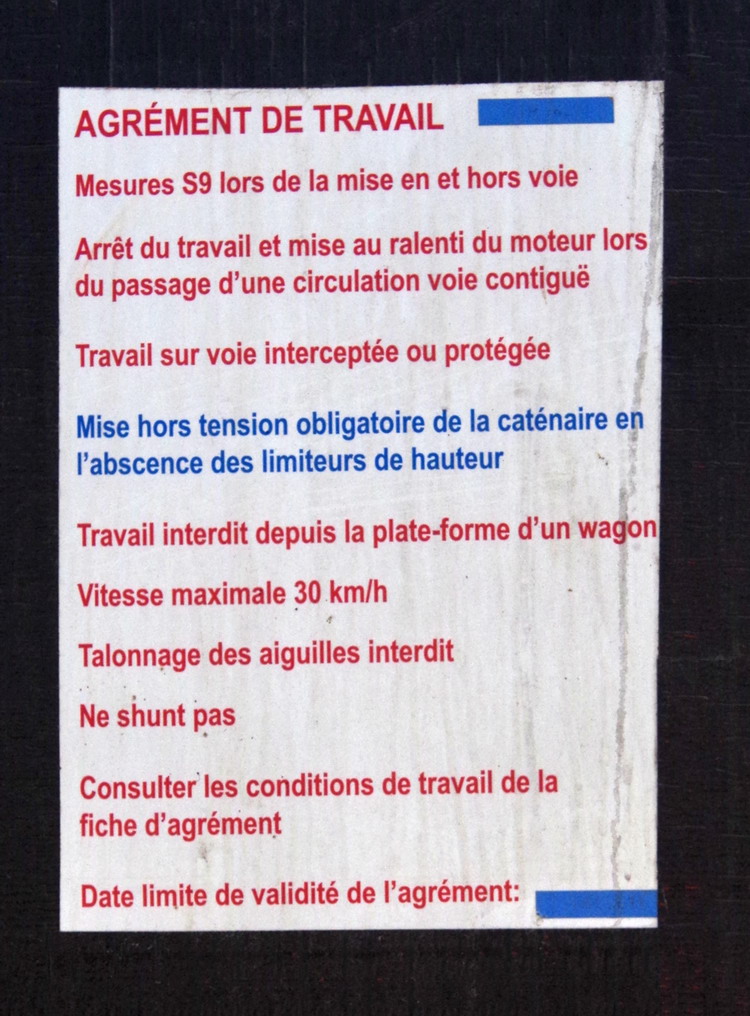 AGRÉMENT DE TRAVAIL
Mesures S9 lors de la mise en et hors voie
Arrêt du travail et mise au ralenti du moteur lors
du passage d'une circulation voie contiguë
Travail sur voie interceptée ou protégée
Mise hors tension obligatoire de la caténaire en
l'abscence des limiteurs de hauteur
Travail interdit depuis la plate-forme d'un wagon
Vitesse maximale 30 km/h
Talonnage des aiguilles interdit
Ne shunt pas
Consulter les conditions de travail de la
fiche d'agrément
Date limite de validité de l'agrément: